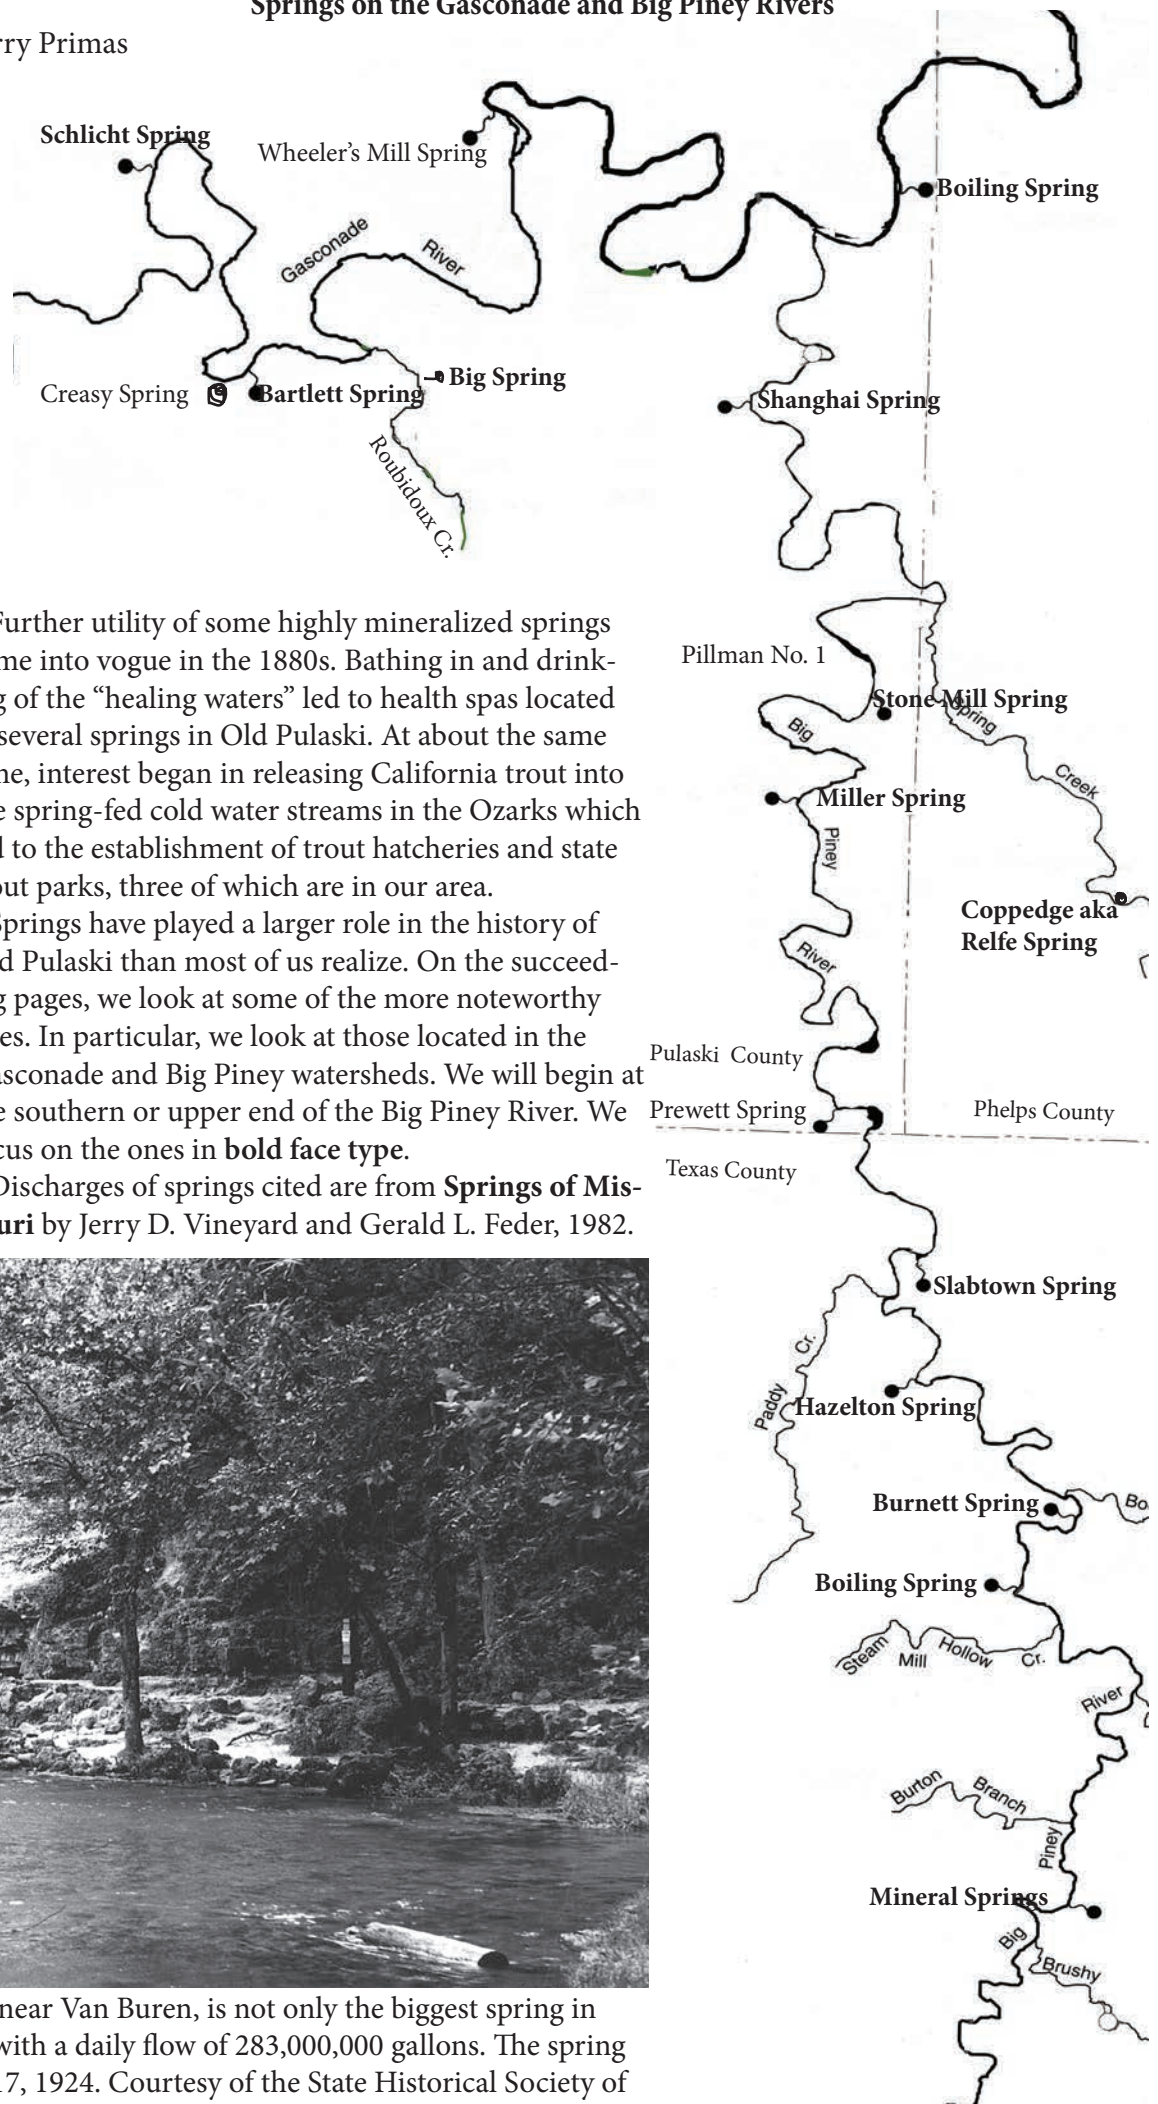 Springs on the Gasconade and Big Piney Rivers
rry Primas
Schlicht Spring
Wheeler's Mill Spring
Boiling Spring
Gasconade
River
Creasy Spring
Bartlett Spring
Big Spring
Shanghai Spring
Roubidoux Cr.
Further utility of some highly mineralized springs
me into vogue in the 1880s. Bathing in and drink-
g of the “healing waters” led to health spas located
several springs in Old Pulaski. At about the same
ne, interest began in releasing California trout into
e spring-fed cold water streams in the Ozarks which
d to the establishment of trout hatcheries and state
out parks, three of which are in our area.
Springs have played a larger role in the history of
d Pulaski than most of us realize. On the succeed-
g pages, we look at some of the more noteworthy
es. In particular, we look at those located in the
asconade and Big Piney watersheds. We will begin at
e southern or upper end of the Big Piney River. We
cus on the ones in bold face type.
Discharges of springs cited are from Springs of Mis-
uri by Jerry D. Vineyard and Gerald L. Feder, 1982.
Pillman No. 1
Stone Mill Spring
Spring
Big
Creek
Miller Spring
Piney
Coppedge aka
Relfe Spring
River
Pulaski County
Prewett Spring
Phelps County
Texas County
Slabtown Spring
Cr.
Paddy
Hazelton Spring
Burnett Spring
Bo
Boiling Spring
Steam
Mill
Hollow
Cr.
River
Burton
Branch
Piney
Mineral Springs
Big
Brushy
near Van Buren, is not only the biggest spring in
with a daily flow of 283,000,000 gallons. The spring
17, 1924. Courtesy of the State Historical Society of